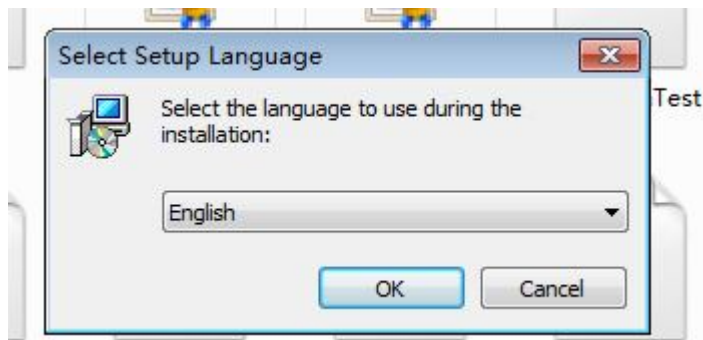 Select Setup Language
Test
Select the language to use during the
installation:
English
OK
Cancel